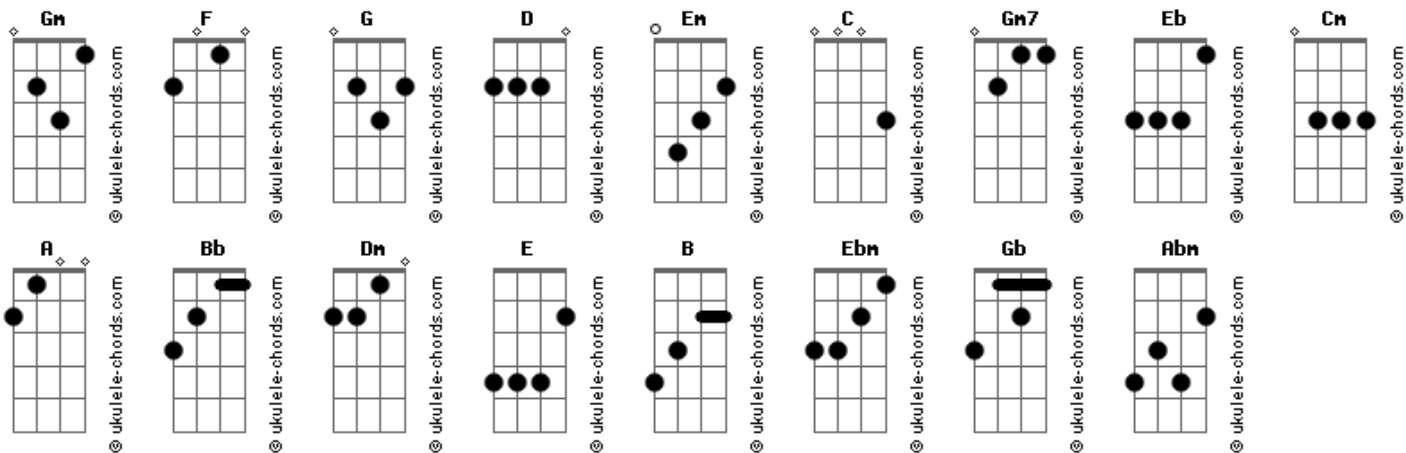 Gm F G D Em C Gm7 Eb Cm
© ukulele-chords.com © ukulele-chords.com © ukulele-chords.com © ukulele-chords.com © ukulele-chords.com © ukulele-chords.com © ukulele-chords.com © ukulele-chords.com © ukulele-chords.com
A Bb Dm E B Ebm Gb Abm
© ukulele-chords.com © ukulele-chords.com © ukulele-chords.com © ukulele-chords.com © ukulele-chords.com © ukulele-chords.com © ukulele-chords.com © ukulele-chords.com